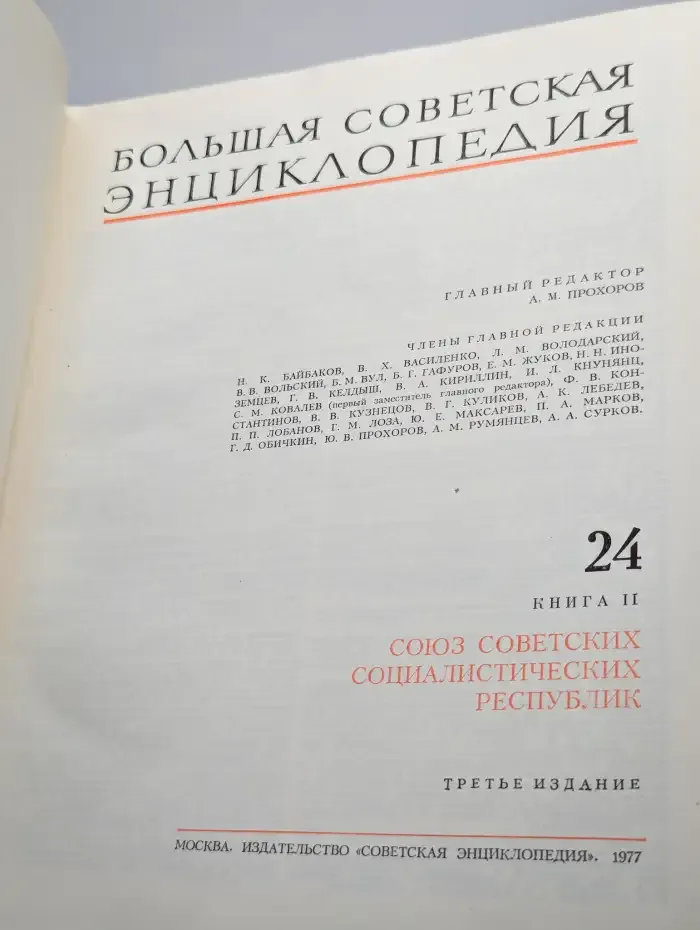 БОЛЬШАЯ СОВЕТСКАЯ
ЭНЦИКЛОПЕДИЯ
ГЛАВНЫЙ РЕДАКТОР
А. М. ПРОХОРОВ
ЧЛЕНЫ ГЛАВНОЙ РЕДАКЦИИ
Н. К. БАЙБАКОВ, В. Х. ВАСИЛЕНКО, Л. М. ВОЛОДАРСКИЙ,
В. В. ВОЛЬСКИЙ, Б. М. ВУЛ, Б. Г. ГАФУРОВ, Е. М. ЖУКОВ, Н. Н. ИНО-
ЗЕМЦЕВ, Г. В. КЕЛДЫШ, В. А. КИРИЛЛИН, И. Л. КНУНЯНЦ,
С. М. КОВАЛЕВ (первый заместитель главного редактора), Ф. В. КОН-
СТАНТИНОВ, В. В. КУЗНЕЦОВ, В. Г. КУЛИКОВ, А. К. ЛЕБЕДЕВ,
П. П. ЛОБАНОВ, Г. М. ЛОЗА, Ю. Е. МАКСАРЕВ, П. А. МАРКОВ,
Г. Д. ОБИЧКИН, Ю. В. ПРОХОРОВ, А. М. РУМЯНЦЕВ, А. А. СУРКОВ,
24
КНИГА II
СОЮЗ СОВЕТСКИХ
СОЦИАЛИСТИЧЕСКИХ
РЕСПУБЛИК
ТРЕТЬЕ ИЗДАНИЕ
МОСКВА. ИЗДАТЕЛЬСТВО «СОВЕТСКАЯ ЭНЦИКЛОПЕДИЯ». 1977